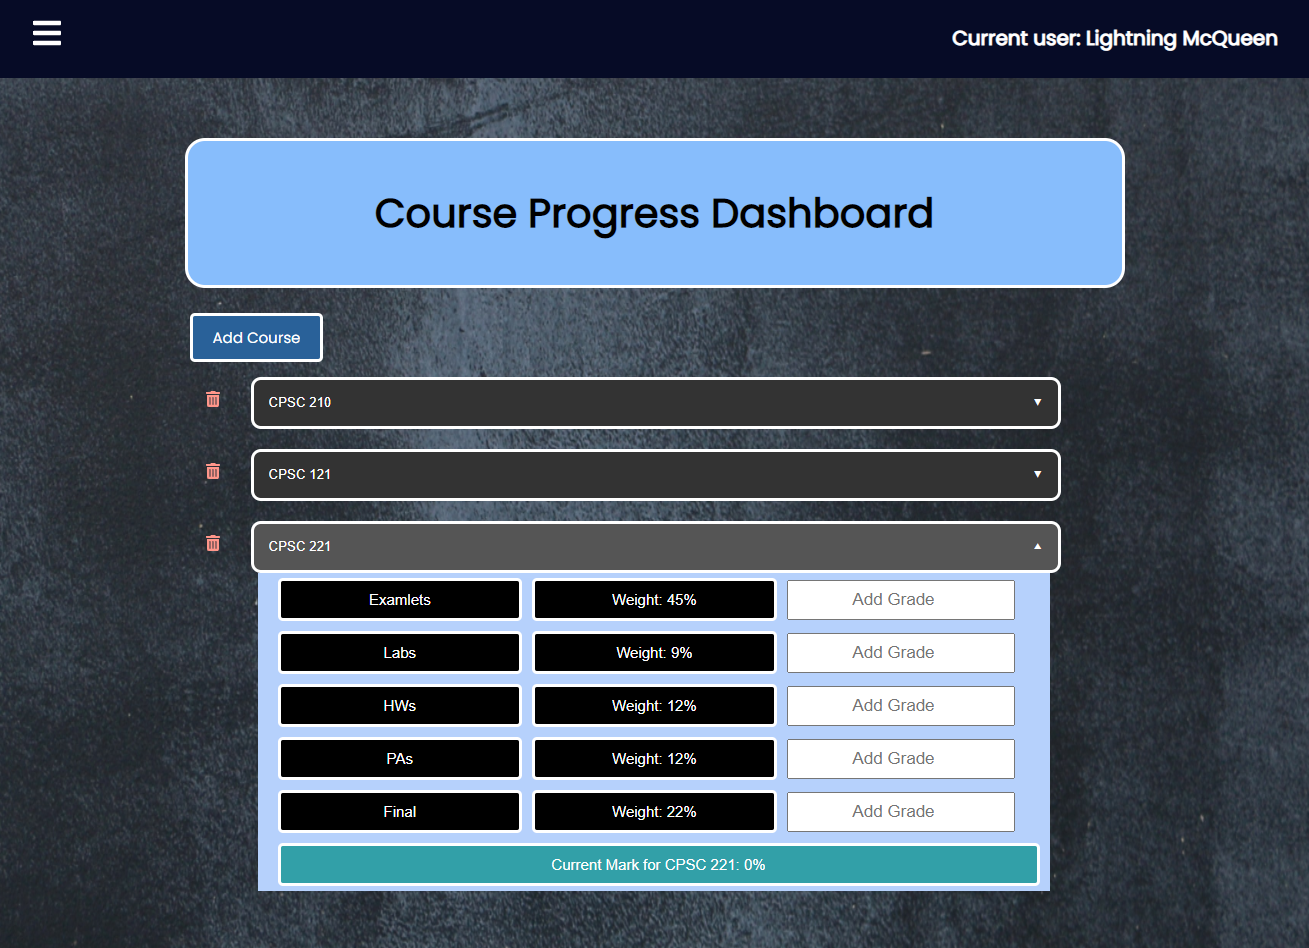 Current user: Lightning McQueen
Course Progress Dashboard
Add Course
CPSC 210
CPSC 121
CPSC 221
Examlets Weight: 45% Add Grade
Labs Weight: 9% Add Grade
HWs Weight: 12% Add Grade
PAs Weight: 12% Add Grade
Final Weight: 22% Add Grade
Current Mark for CPSC 221: 0%